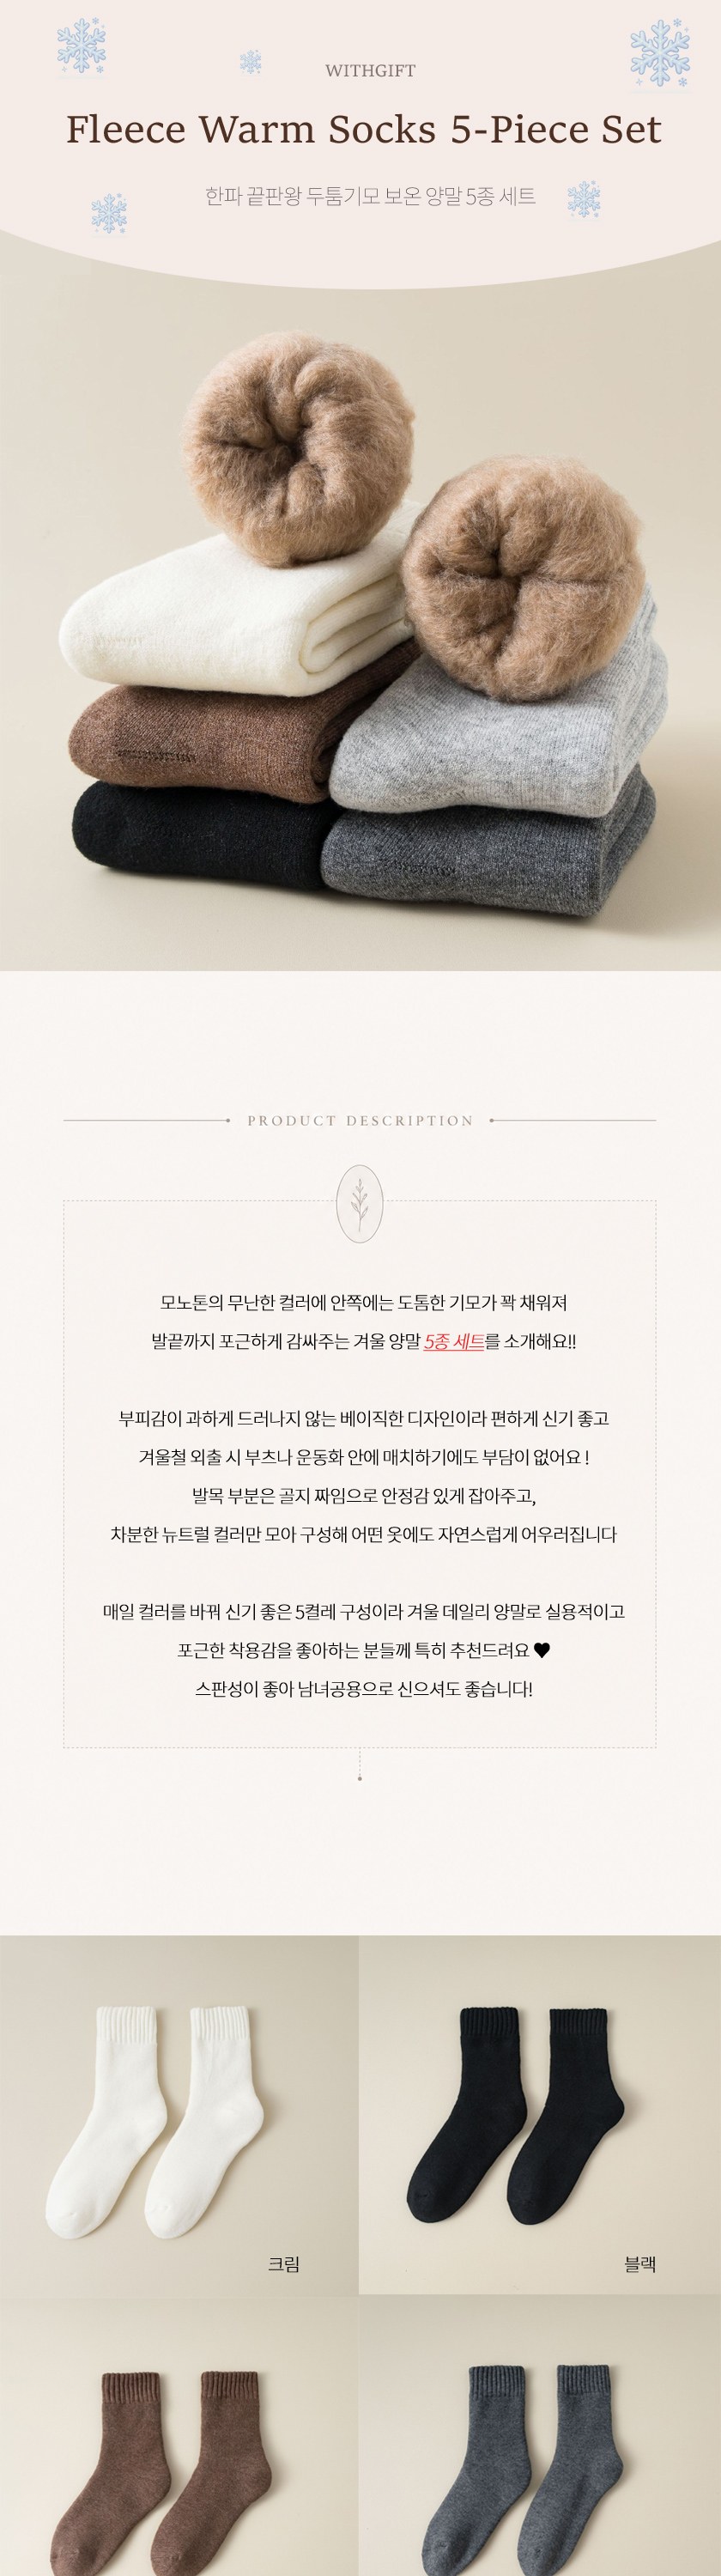 WITHGIFT
Fleece Warm Socks 5-Piece Set
한파 끝판왕 두툼기모 보온 양말 5종 세트
PRODUCT DESCRIPTION
모노톤의 무난한 컬러에 안쪽에는 도톰한 기모가 꽉 채워져
발끝까지 포근하게 감싸주는 겨울 양말 5종 세트를 소개해요!!
부피감이 과하게 드러나지 않는 베이직한 디자인이라 편하게 신기 좋고
겨울철 외출 시 부츠나 운동화 안에 매치하기에도 부담이 없어요 !
발목 부분은 골지 짜임으로 안정감 있게 잡아주고,
차분한 뉴트럴 컬러만 모아 구성해 어떤 옷에도 자연스럽게 어우러집니다
매일 컬러를 바꿔 신기 좋은 5켤레 구성이라 겨울 데일리 양말로 실용적이고
포근한 착용감을 좋아하는 분들께 특히 추천드려요 ♥
스판성이 좋아 남녀공용으로 신으셔도 좋습니다!
크림
블랙